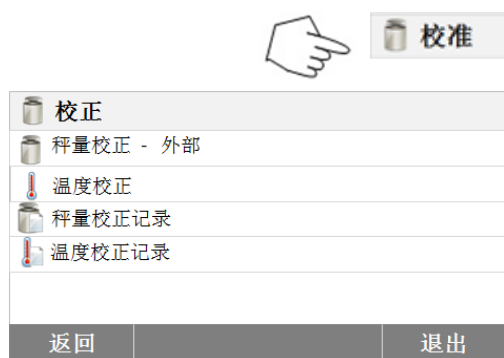 校准
校正
秤量校正 - 外部
温度校正
秤量校正记录
温度校正记录
返回 退出